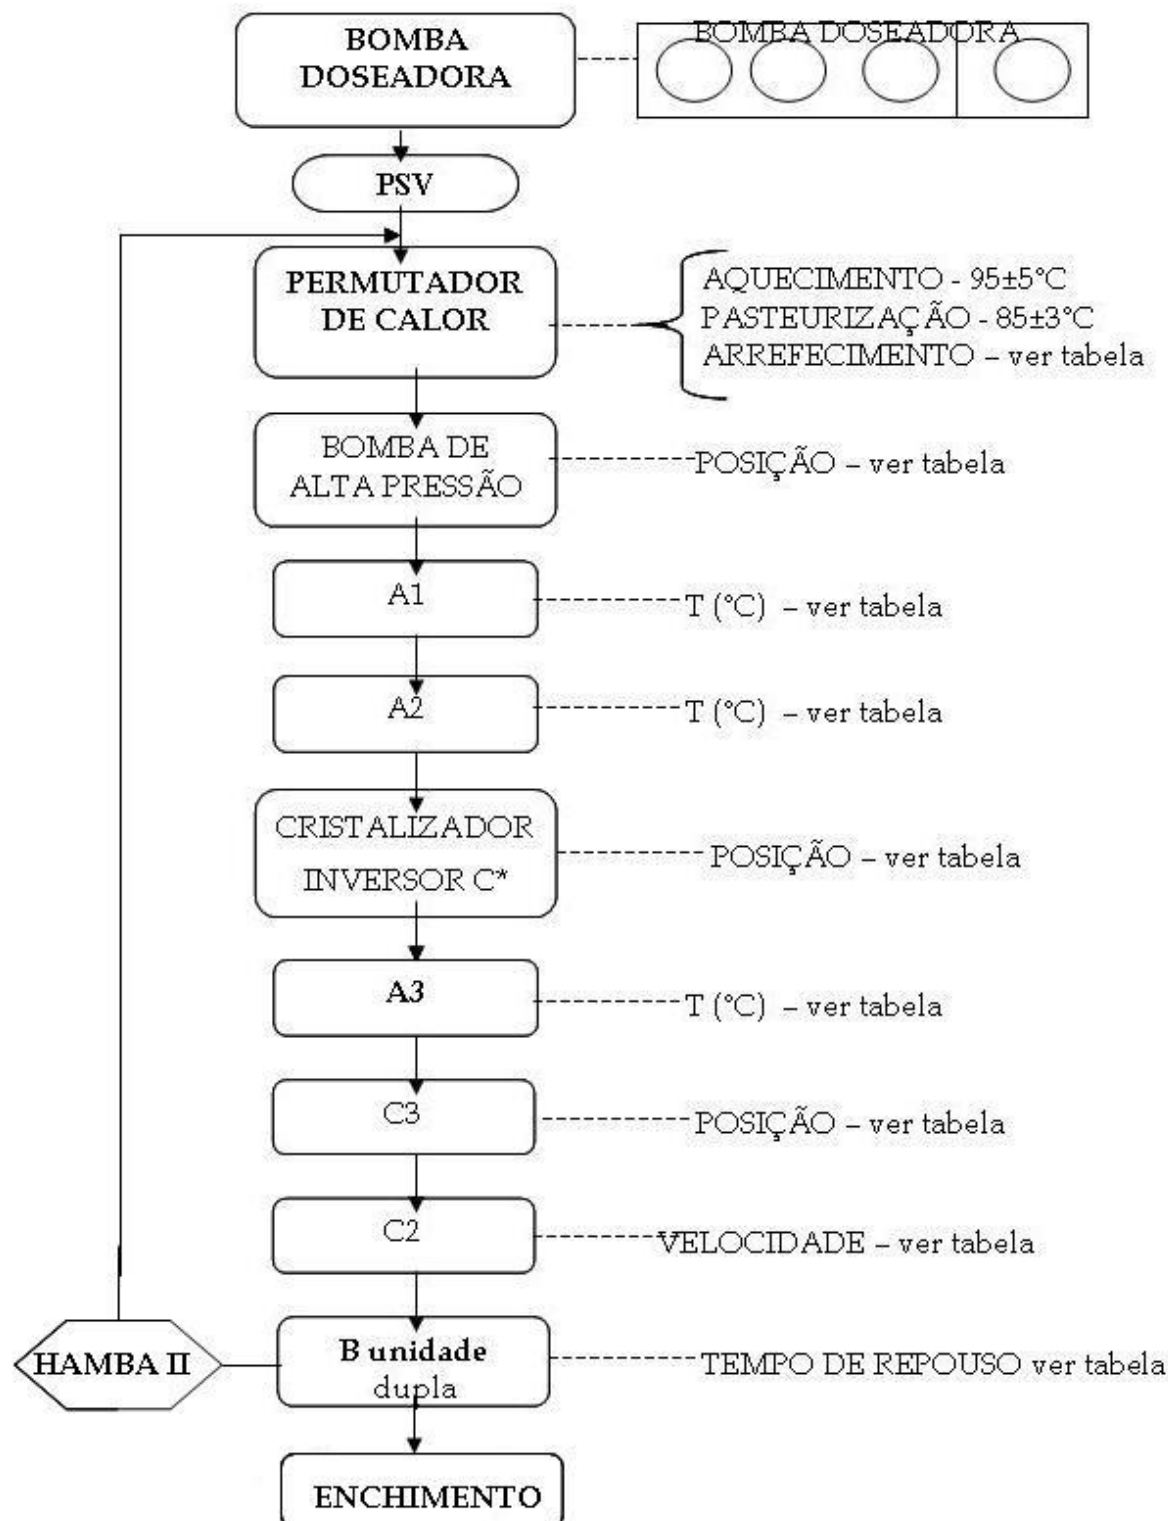 BOMBA
DOSEADORA
BOMBA DOSEADORA
PSV
PERMUTADOR
DE CALOR
AQUECIMENTO - 95±5°C
PASTEURIZAÇÃO - 85±3°C
ARREFECIMENTO – ver tabela
BOMBA DE
ALTA PRESSÃO
POSIÇÃO – ver tabela
A1
T (°C) – ver tabela
A2
T (°C) – ver tabela
CRISTALIZADOR
INVERSOR C*
POSIÇÃO – ver tabela
A3
T (°C) – ver tabela
C3
POSIÇÃO – ver tabela
C2
VELOCIDADE – ver tabela
HAMBA II
B unidade
dupla
TEMPO DE REPOUSO ver tabela
ENCHIMENTO